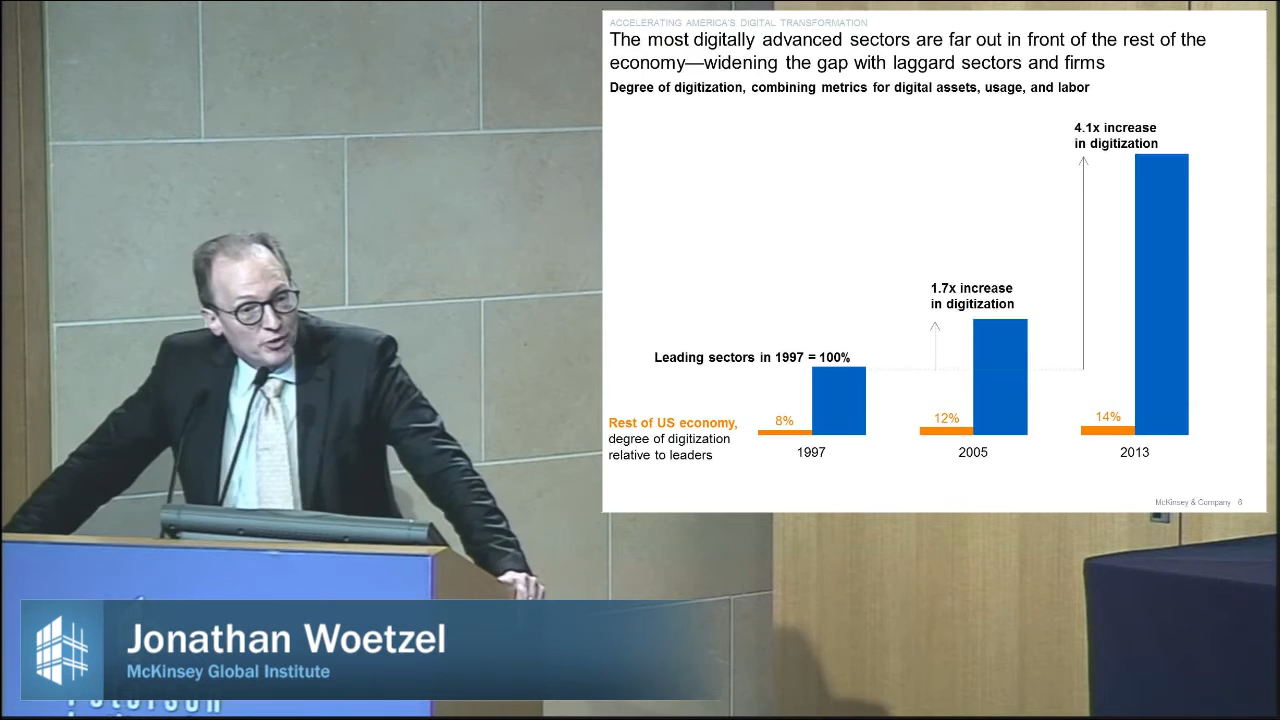 ACCELERATING AMERICA'S DIGITAL TRANSFORMATION
The most digitally advanced sectors are far out in front of the rest of the
economy—widening the gap with laggard sectors and firms
Degree of digitization, combining metrics for digital assets, usage, and labor
4.1x increase
in digitization
1.7x increase
in digitization
Leading sectors in 1997 = 100%
Rest of US economy,
degree of digitization
relative to leaders
8%
12%
14%
1997
2005
2013
McKinsey & Company 6
Jonathan Woetzel
McKinsey Global Institute
Peterson